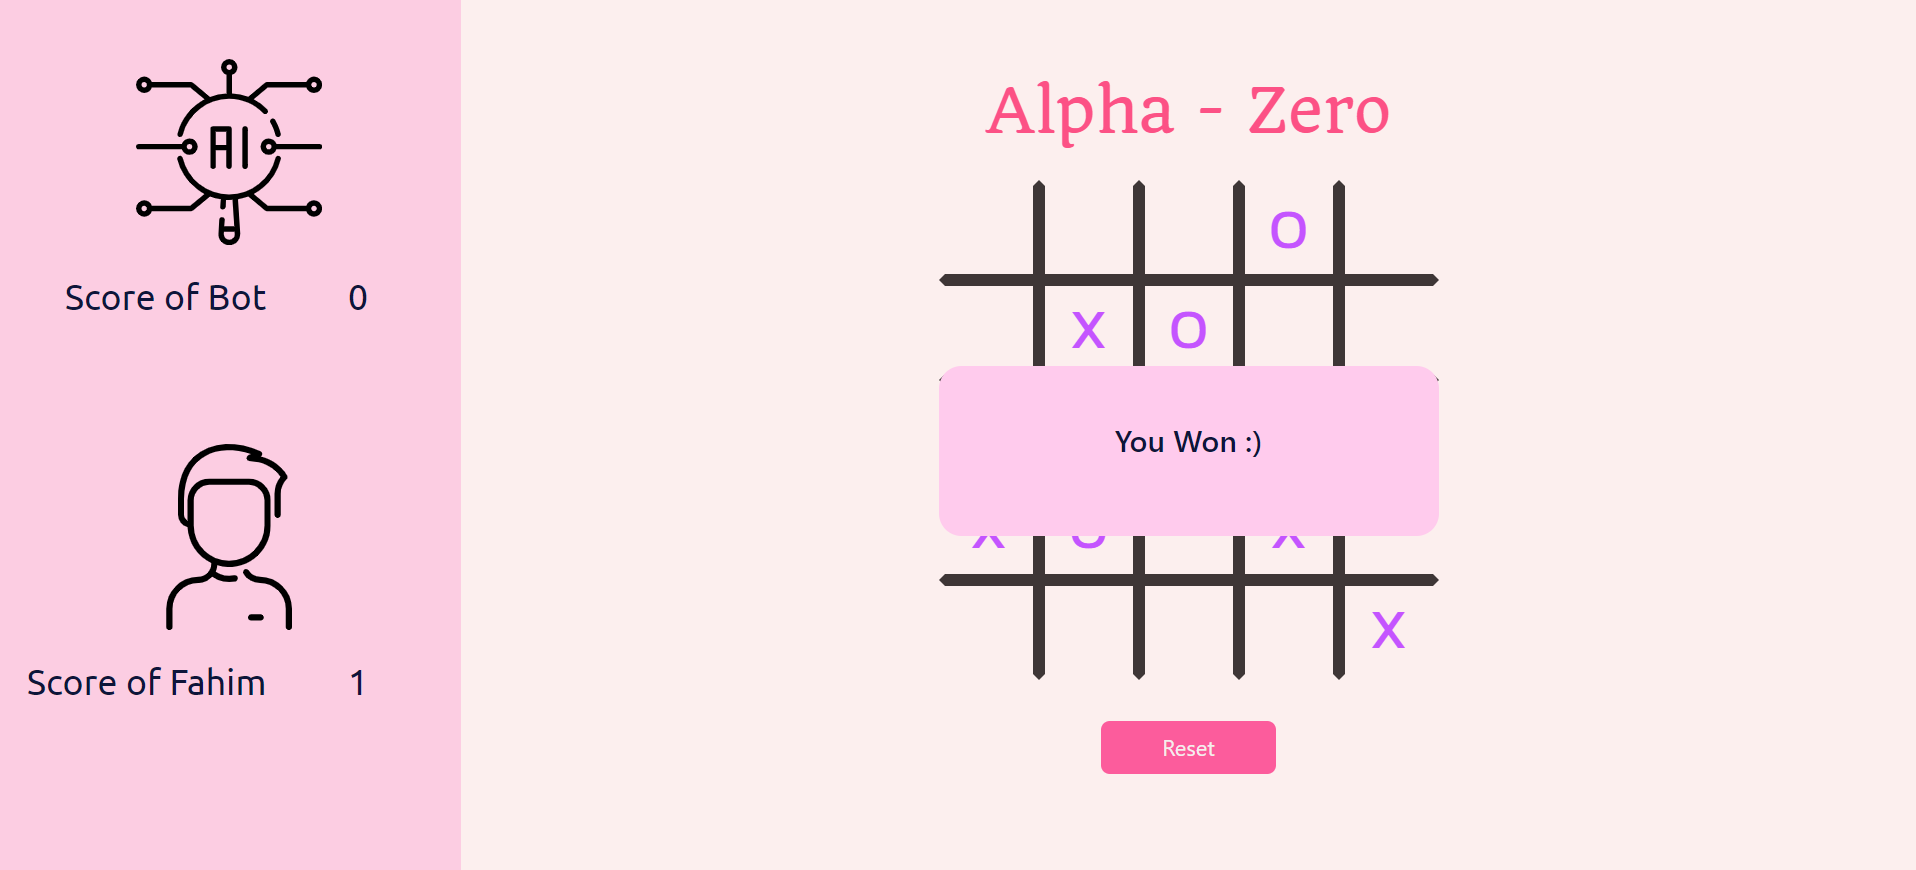 AI
Score of Bot 0
Score of Fahim 1
Alpha - Zero
O
X O
You Won :)
X O X
X
Reset